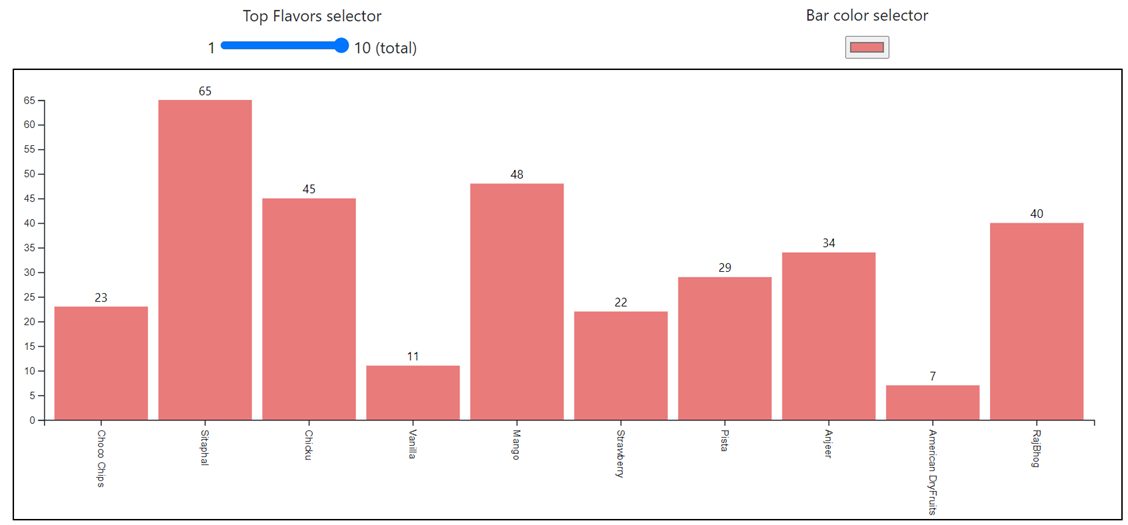 Top Flavors selector
Bar color selector
1
10 (total)
65
60
55
50
45
40
35
30
25
20
15
10
5
0
23
65
45
11
48
22
29
34
7
40
Choco Chips
Sitaphal
Chicku
Vanilla
Mango
Strawberry
Pista
Anjeer
American DryFruits
RajBhog